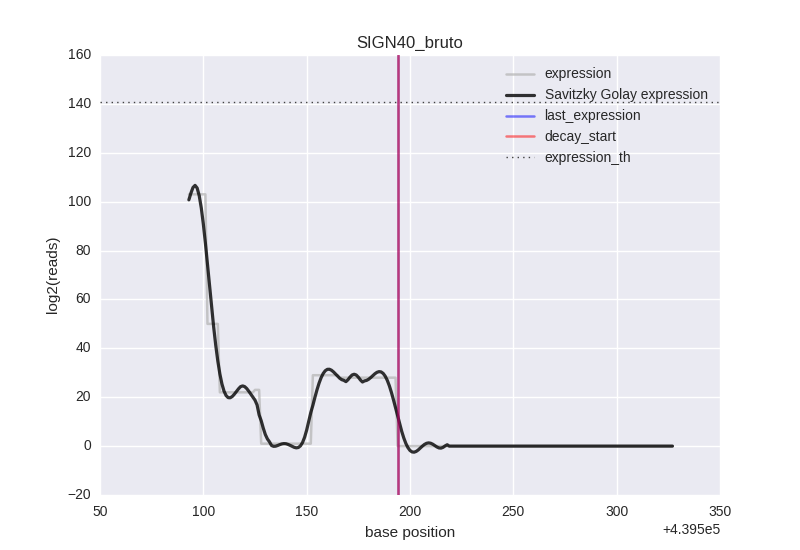 SIGN40_bruto
160
140
120
100
80
60
40
20
0
−20
log2(reads)
expression
Savitzky Golay expression
last_expression
decay_start
expression_th
50
100
150
200
250
300
350
base position
+4.395e5